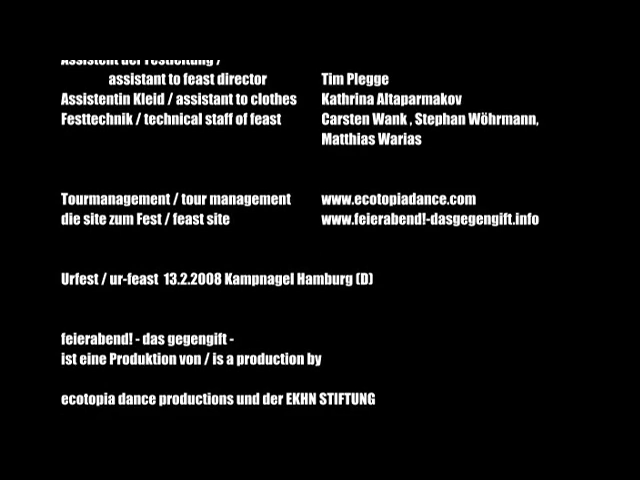 Assistent der Festleitung /
assistant to feast director Tim Plegge
Assistentin Kleid / assistant to clothes Kathrina Altaparmakov
Festtechnik / technical staff of feast Carsten Wank , Stephan Wöhrmann,
Matthias Warias
Tourmanagement / tour management www.ecotopiadance.com
die site zum Fest / feast site www.feierabend!-dasgegengift.info
Urfest / ur-feast 13.2.2008 Kampnagel Hamburg (D)
feierabend! - das gegengift -
ist eine Produktion von / is a production by
ecotopia dance productions und der EKHN STIFTUNG